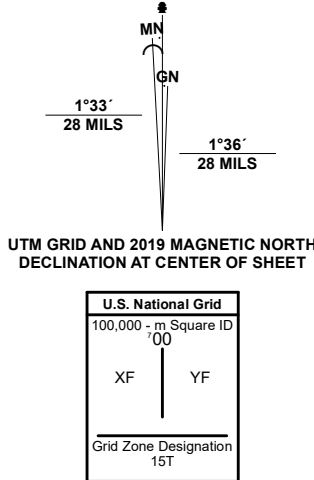 MN
GN
1°33´
28 MILS
1°36´
28 MILS
UTM GRID AND 2019 MAGNETIC NORTH
DECLINATION AT CENTER OF SHEET
U.S. National Grid
100,000 - m Square ID
⁷00
XF YF
Grid Zone Designation
15T